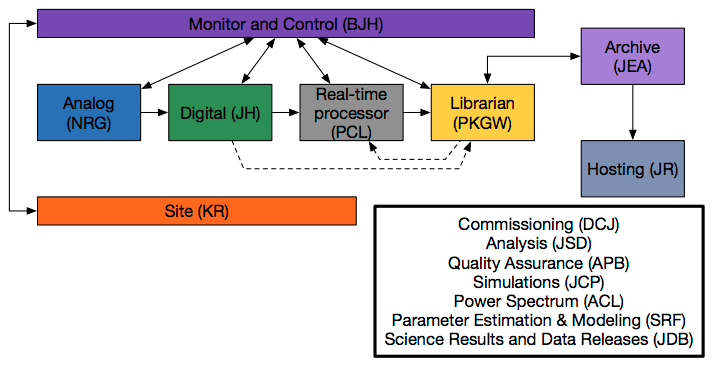 Monitor and Control (BJH)
Archive
(JEA)
Analog
(NRG)
Digital (JH)
Real-time
processor
(PCL)
Librarian
(PKGW)
Hosting (JR)
Site (KR)
Commissioning (DCJ)
Analysis (JSD)
Quality Assurance (APB)
Simulations (JCP)
Power Spectrum (ACL)
Parameter Estimation & Modeling (SRF)
Science Results and Data Releases (JDB)